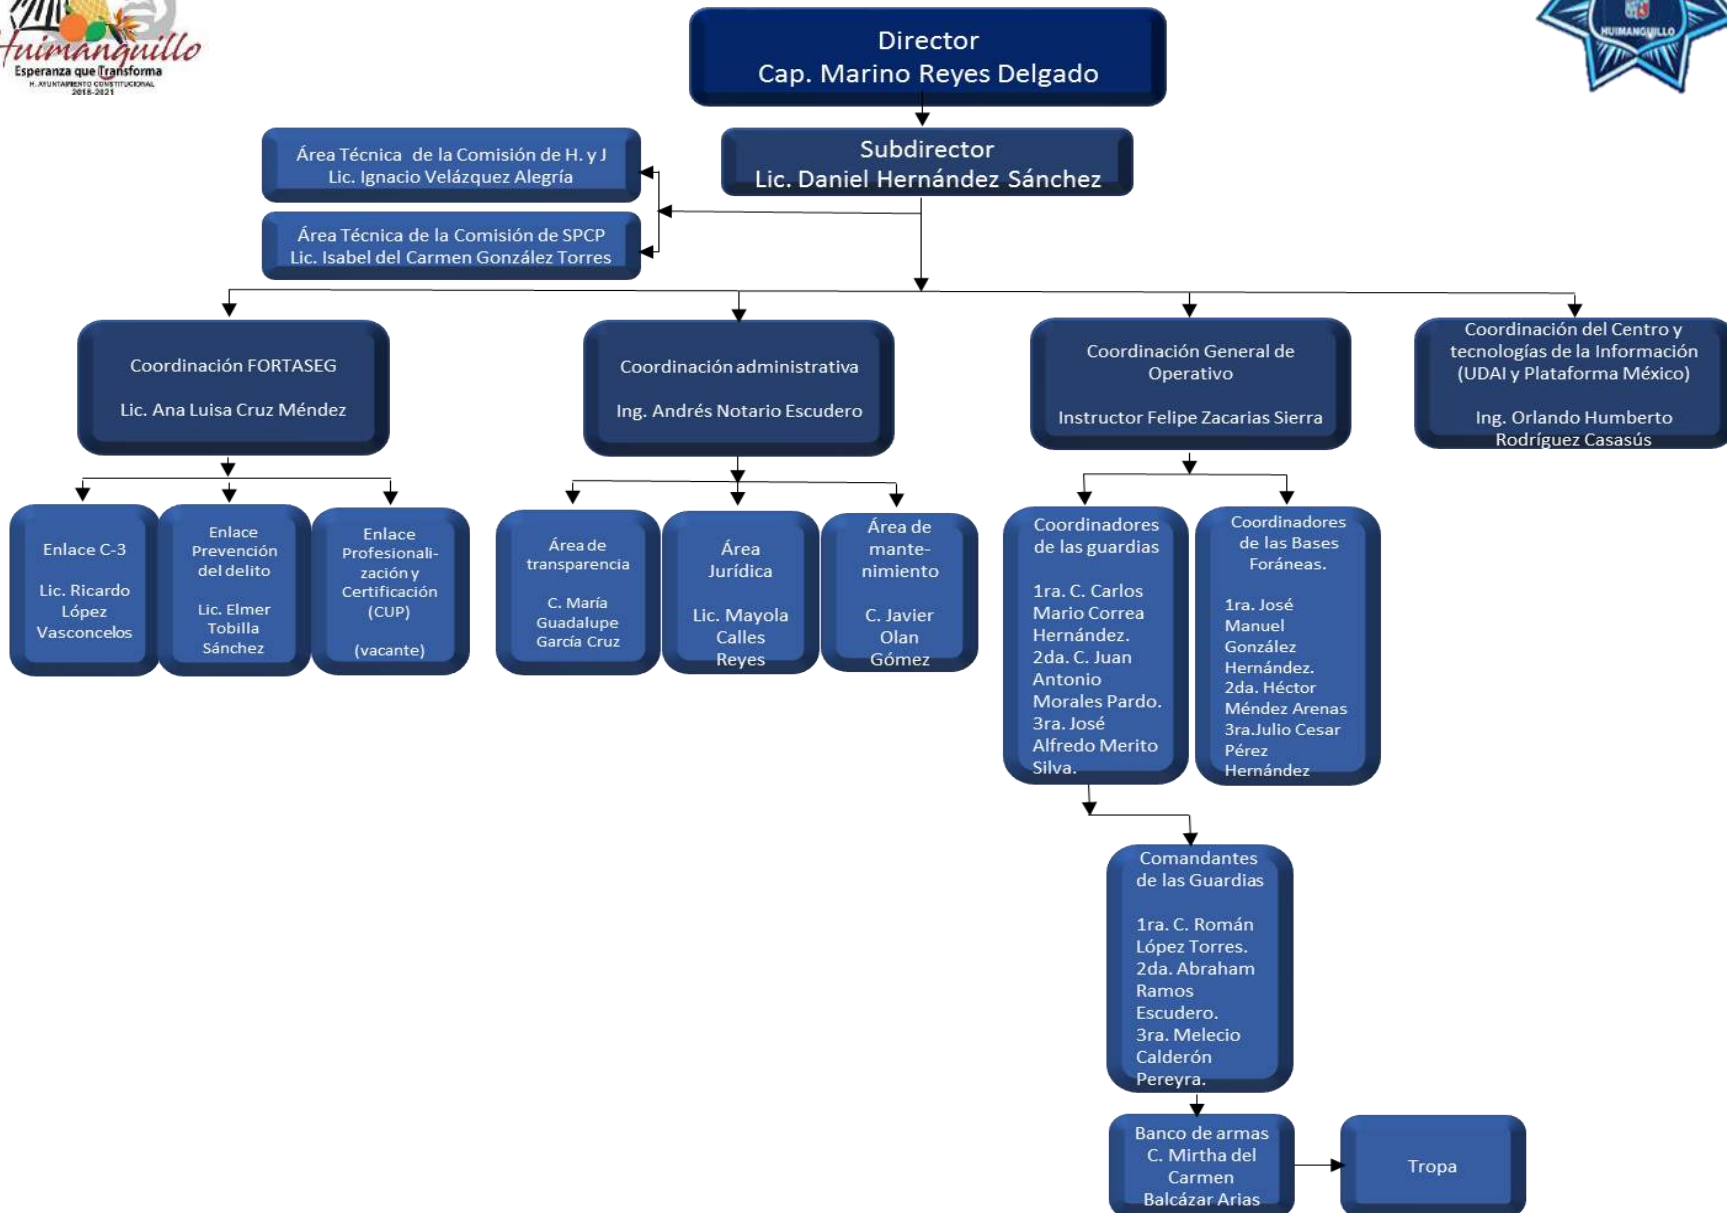 Huimanguillo
Esperanza que Transforma
H. AYUNTAMIENTO CONSTITUCIONAL
2018-2021
HUIMANGUILLO
Director
Cap. Marino Reyes Delgado
Subdirector
Lic. Daniel Hernández Sánchez
Área Técnica de la Comisión de H. y J
Lic. Ignacio Velázquez Alegría
Área Técnica de la Comisión de SPCP
Lic. Isabel del Carmen González Torres
Coordinación FORTASEG
Lic. Ana Luisa Cruz Méndez
Coordinación administrativa
Ing. Andrés Notario Escudero
Coordinación General de
Operativo
Instructor Felipe Zacarias Sierra
Coordinación del Centro y
tecnologías de la Información
(UDAI y Plataforma México)
Ing. Orlando Humberto
Rodríguez Casasús
Enlace C-3
Lic. Ricardo
López
Vasconcelos
Enlace
Prevención
del delito
Lic. Elmer
Tobilla
Sánchez
Enlace
Profesionali-
zación y
Certificación
(CUP)
(vacante)
Área de
transparencia
C. María
Guadalupe
García Cruz
Área
Jurídica
Lic. Mayola
Calles
Reyes
Área de
mante-
nimiento
C. Javier
Olan
Gómez
Coordinadores
de las guardias
1ra. C. Carlos
Mario Correa
Hernández.
2da. C. Juan
Antonio
Morales Pardo.
3ra. José
Alfredo Merito
Silva.
Coordinadores
de las Bases
Foráneas.
1ra. José
Manuel
González
Hernández.
2da. Héctor
Méndez Arenas
3ra.Julio Cesar
Pérez
Hernández
Comandantes
de las Guardias
1ra. C. Román
López Torres.
2da. Abraham
Ramos
Escudero.
3ra. Melecio
Calderón
Pereyra.
Banco de armas
C. Mirtha del
Carmen
Balcázar Arias
Tropa